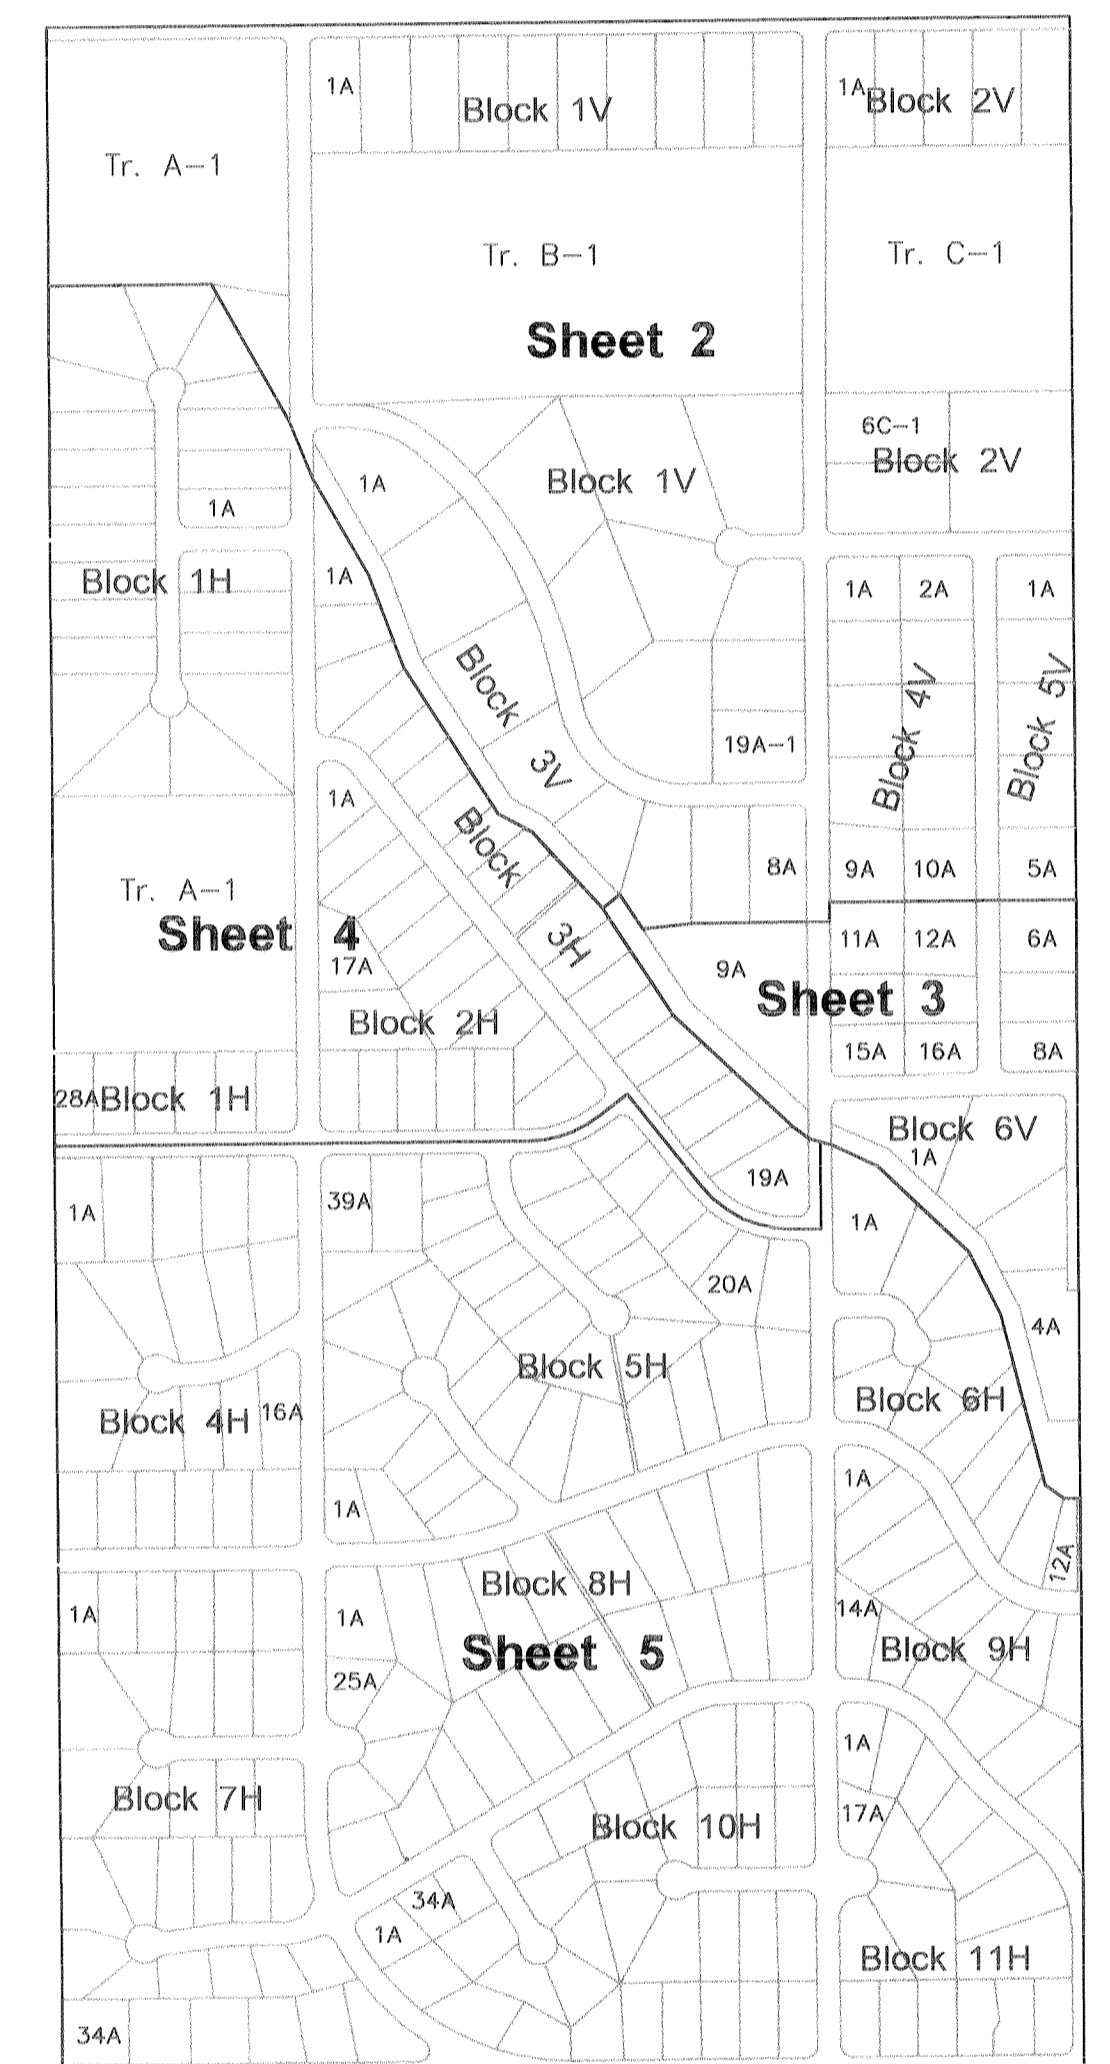 1A
Block 1V
1A
Block 2V
Tr. A-1
Tr. B-1
Tr. C-1
Sheet 2
6C-1
Block 2V
1A
Block 1V
1A
1A
Block 1H
1A
2A
1A
Block 3V
Block 4V
Block 5V
19A-1
1A
Block 3H
8A
9A
10A
5A
Tr. A-1
Sheet 4
17A
Block 2H
9A
Sheet 3
11A
12A
6A
15A
16A
8A
28A
Block 1H
Block 6V
1A
19A
1A
1A
39A
20A
4A
Block 5H
Block 6H
Block 4H
16A
1A
1A
12A
Block 8H
1A
1A
14A
Block 9H
Sheet 5
25A
1A
Block 7H
Block 10H
17A
34A
1A
Block 11H
34A